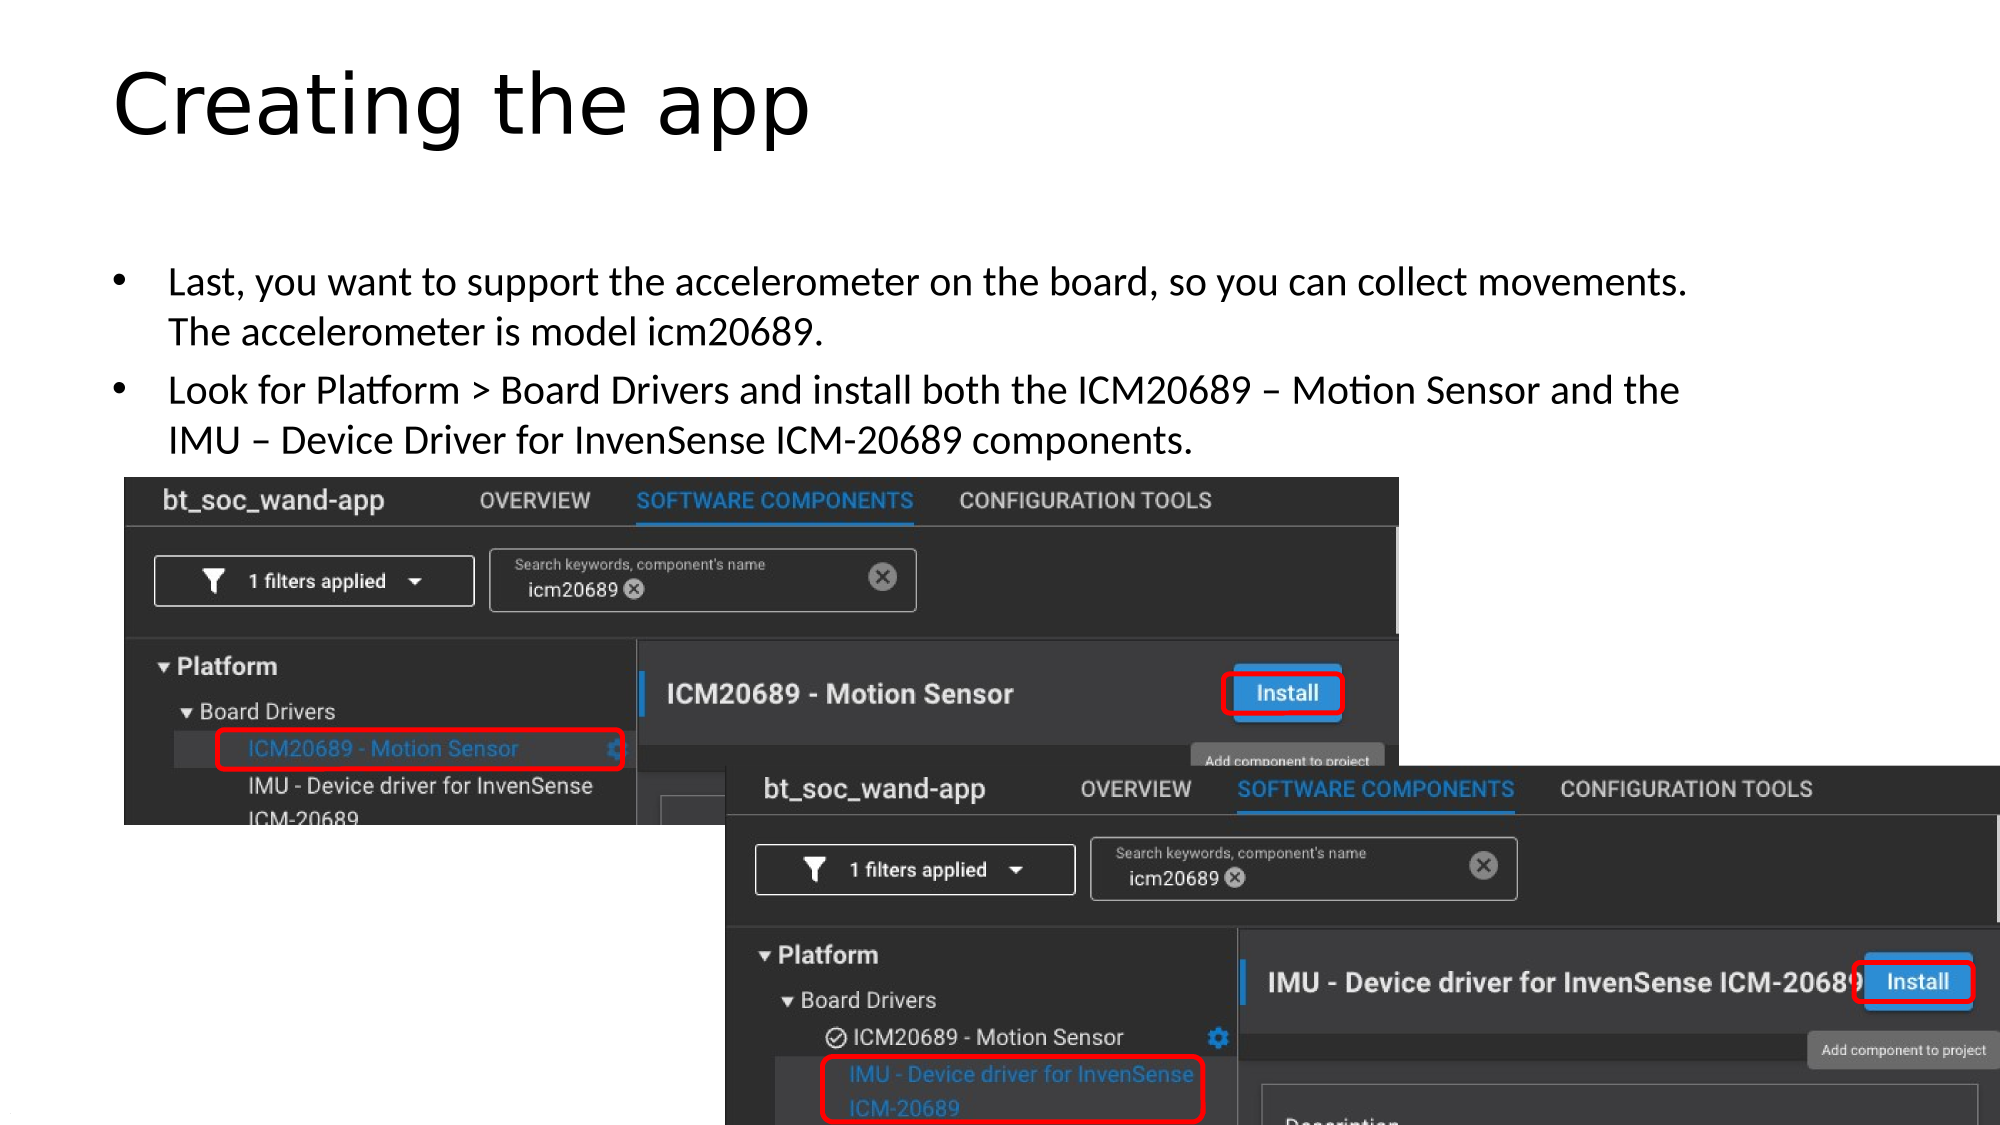 Creating the app
• Last, you want to support the accelerometer on the board, so you can collect movements.
The accelerometer is model icm20689.
• Look for Platform > Board Drivers and install both the ICM20689 – Motion Sensor and the
IMU – Device Driver for InvenSense ICM-20689 components.
bt_soc_wand-app OVERVIEW SOFTWARE COMPONENTS CONFIGURATION TOOLS
Search keywords, component's name
1 filters applied icm20689
Platform
ICM20689 - Motion Sensor Install
Board Drivers
ICM20689 - Motion Sensor
Add component to project
IMU - Device driver for InvenSense
ICM-20689
bt_soc_wand-app OVERVIEW SOFTWARE COMPONENTS CONFIGURATION TOOLS
Search keywords, component's name
1 filters applied icm20689
Platform
IMU - Device driver for InvenSense ICM-20689 Install
Board Drivers
ICM20689 - Motion Sensor
Add component to project
IMU - Device driver for InvenSense
ICM-20689
Description